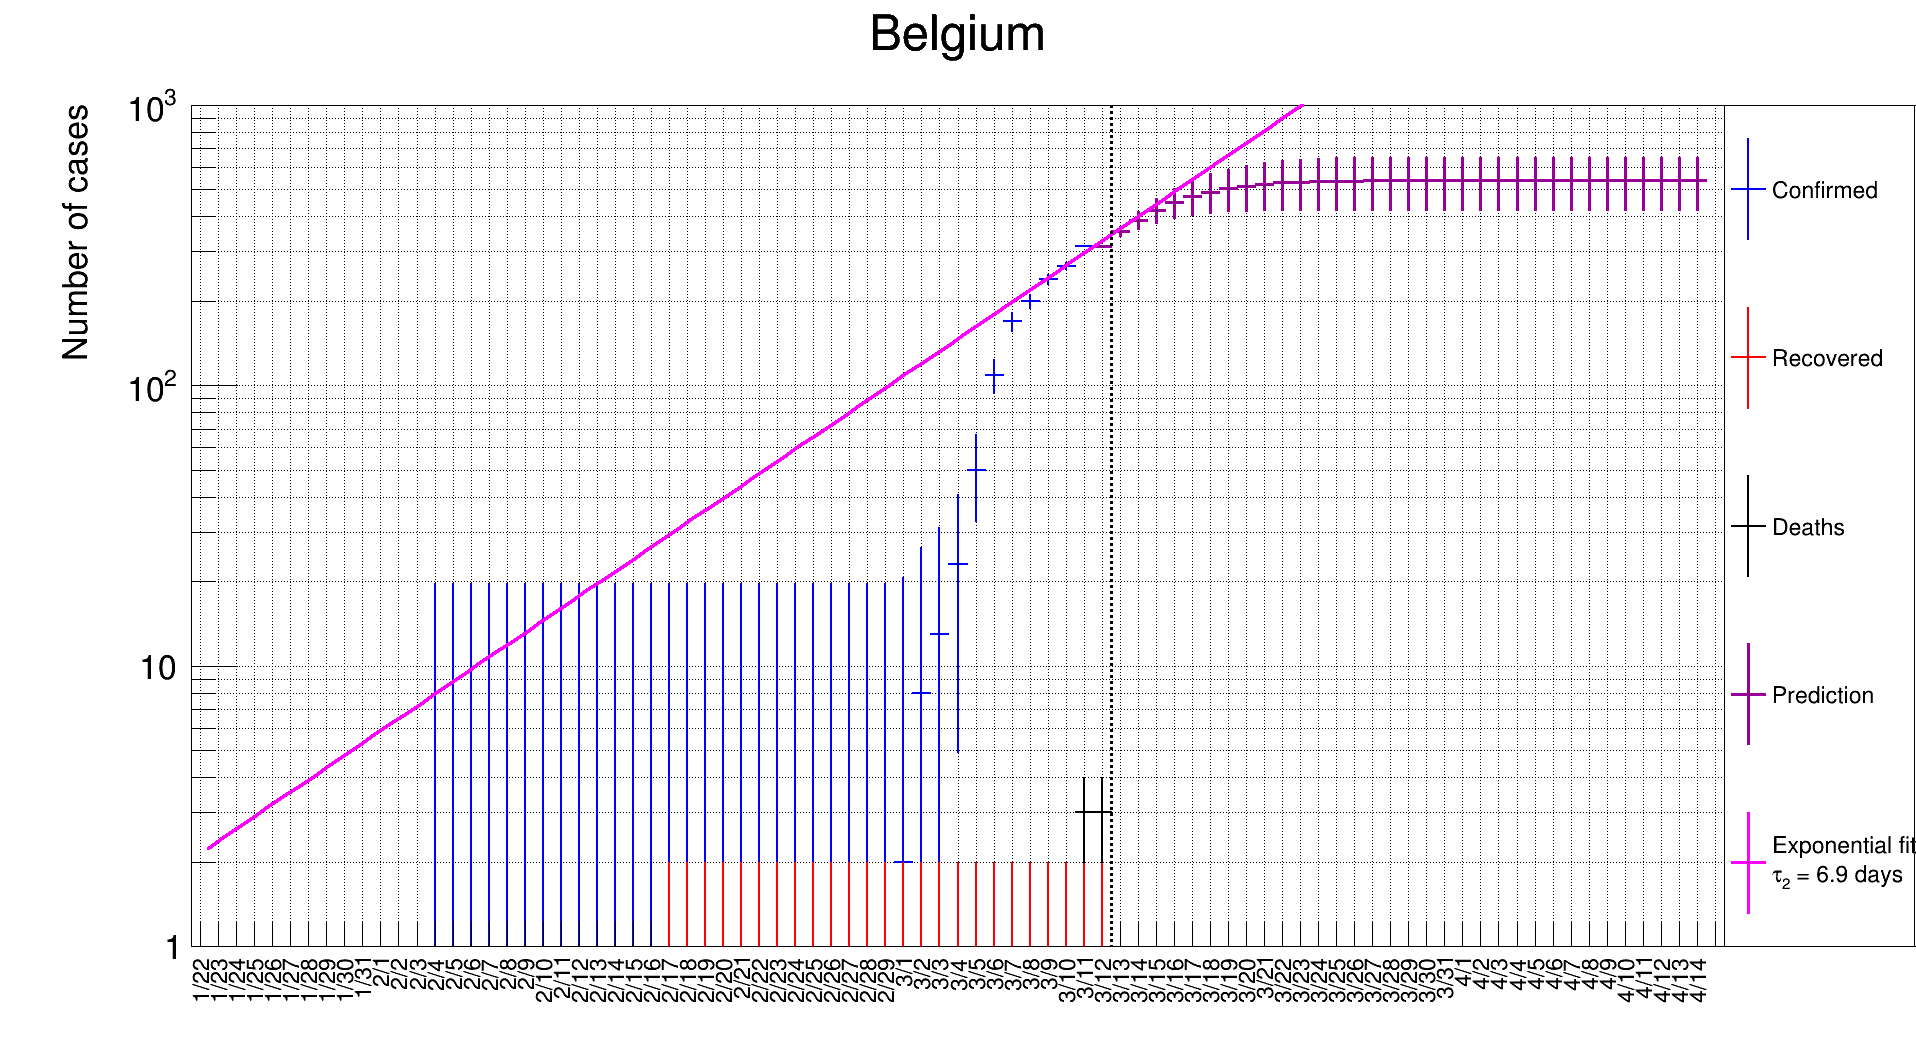 Belgium
Number of cases
10³
10²
10
1
1/22 1/23 1/24 1/25 1/26 1/27 1/28 1/29 1/30 1/31 2/1 2/2 2/3 2/4 2/5 2/6 2/7 2/8 2/9 2/10 2/11 2/12 2/13 2/14 2/15 2/16 2/17 2/18 2/19 2/20 2/21 2/22 2/23 2/24 2/25 2/26 2/27 2/28 2/29 3/1 3/2 3/3 3/4 3/5 3/6 3/7 3/8 3/9 3/10 3/11 3/12 3/13 3/14 3/15 3/16 3/17 3/18 3/19 3/20 3/21 3/22 3/23 3/24 3/25 3/26 3/27 3/28 3/29 3/30 3/31 4/1 4/2 4/3 4/4 4/5 4/6 4/7 4/8 4/9 4/10 4/11 4/12 4/13 4/14
Confirmed
Recovered
Deaths
Prediction
Exponential fit
τ₂ = 6.9 days